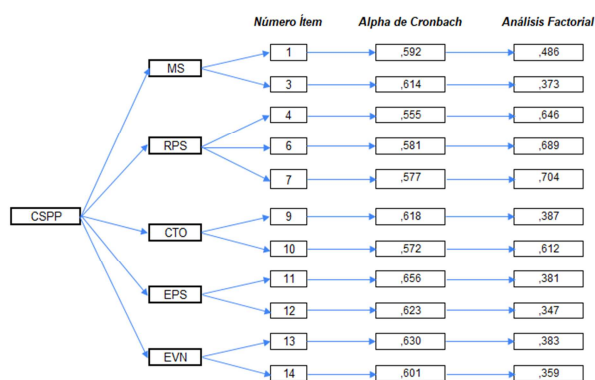 Número Ítem Alpha de Cronbach Análisis Factorial
1 ,592 ,486
MS
3 ,614 ,373
4 ,555 ,646
RPS 6 ,581 ,689
7 ,577 ,704
CSPP 9 ,618 ,387
CTO
10 ,572 ,612
11 ,656 ,381
EPS
12 ,623 ,347
13 ,630 ,383
EVN
14 ,601 ,359